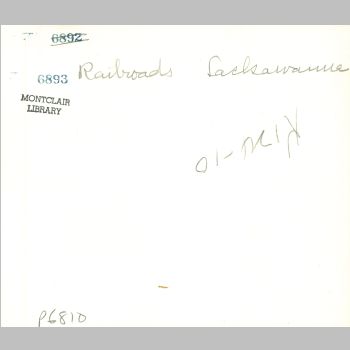 6892
6893 Railroads Lackawanna
MONTCLAIR
LIBRARY
P6810